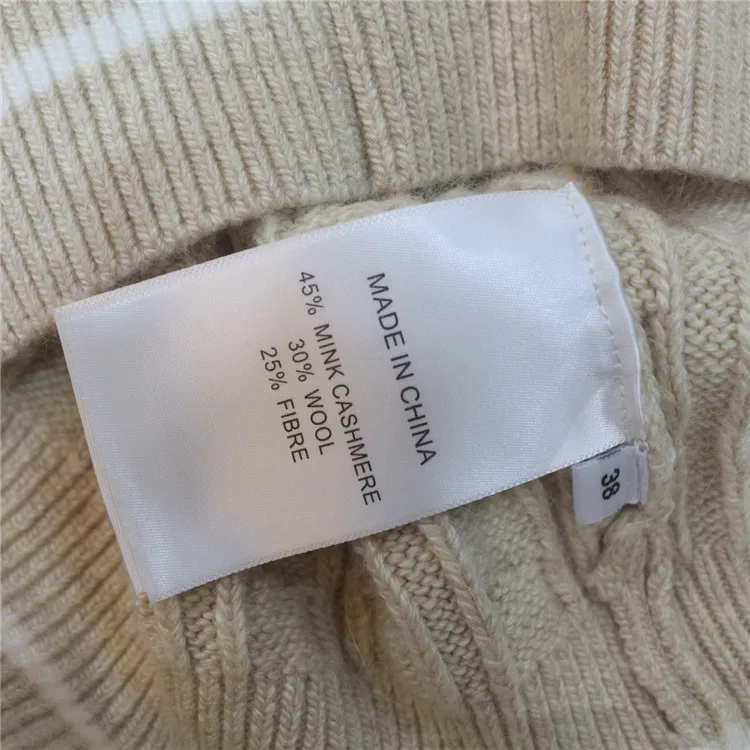 MADE IN CHINA
45% MINK CASHMERE
30% WOOL
25% FIBRE
38